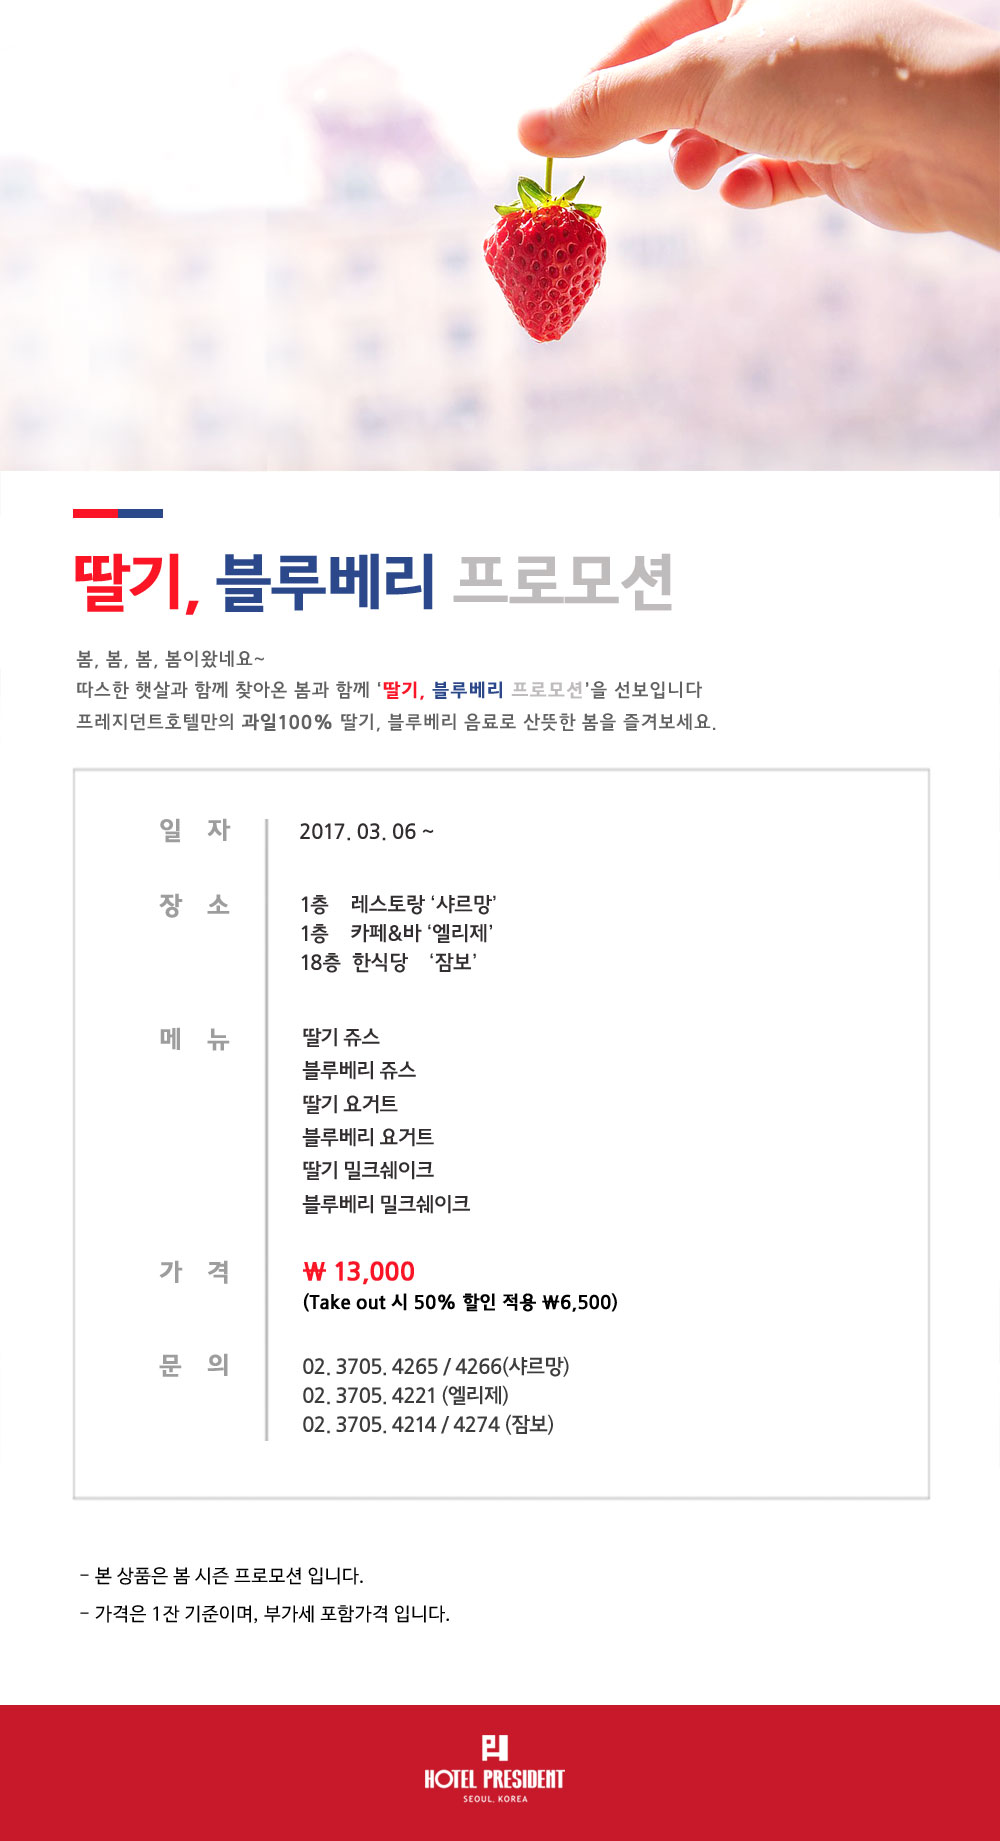 딸기, 블루베리 프로모션
봄, 봄, 봄, 봄이왔네요~
따스한 햇살과 함께 찾아온 봄과 함께 ‘딸기, 블루베리 프로모션’을 선보입니다
프레지던트호텔만의 과일100% 딸기, 블루베리 음료로 산뜻한 봄을 즐겨보세요.
일 자 2017. 03. 06 ~
장 소 1층 레스토랑 ‘샤르망’
1층 카페&바 ‘엘리제’
18층 한식당 ‘잠보’
메 뉴 딸기 쥬스
블루베리 쥬스
딸기 요거트
블루베리 요거트
딸기 밀크쉐이크
블루베리 밀크쉐이크
가 격 ₩ 13,000
(Take out 시 50% 할인 적용 ₩6,500)
문 의 02. 3705. 4265 / 4266(샤르망)
02. 3705. 4221 (엘리제)
02. 3705. 4214 / 4274 (잠보)
- 본 상품은 봄 시즌 프로모션 입니다.
- 가격은 1잔 기준이며, 부가세 포함가격 입니다.
HOTEL PRESIDENT
SEOUL, KOREA